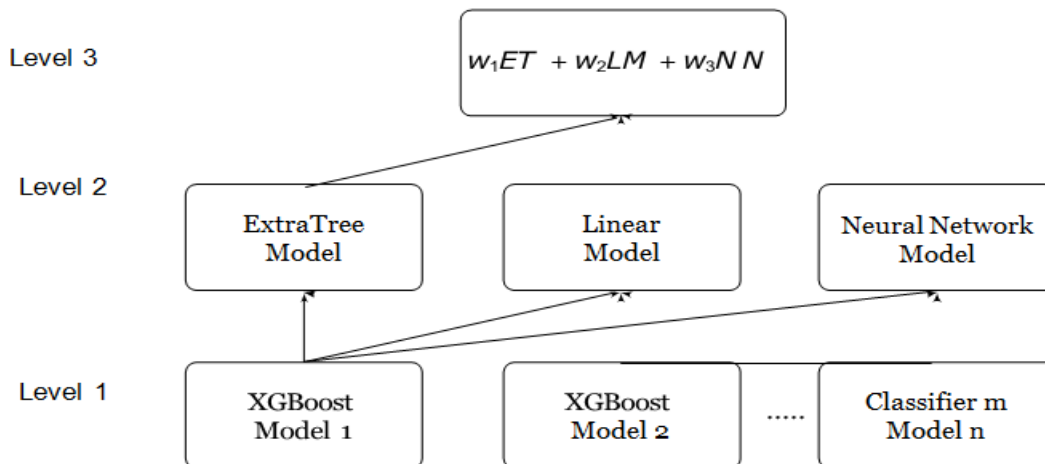 Level 3
w₁ET + w₂LM + w₃N N
Level 2
ExtraTree
Model
Linear
Model
Neural Network
Model
Level 1
XGBoost
Model 1
XGBoost
Model 2
.....
Classifier m
Model n